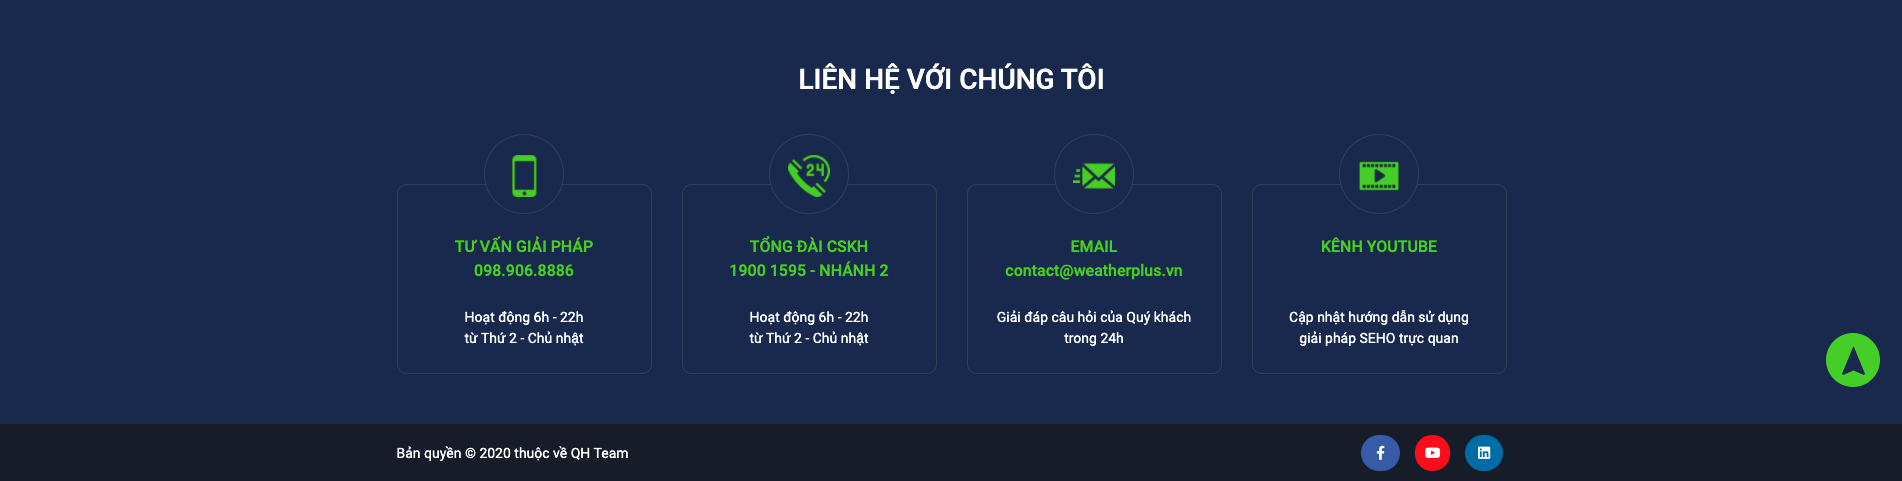 LIÊN HỆ VỚI CHÚNG TÔI
TƯ VẤN GIẢI PHÁP
098.906.8886
Hoạt động 6h - 22h
từ Thứ 2 - Chủ nhật
24
TỔNG ĐÀI CSKH
1900 1595 - NHÁNH 2
Hoạt động 6h - 22h
từ Thứ 2 - Chủ nhật
EMAIL
contact@weatherplus.vn
Giải đáp câu hỏi của Quý khách
trong 24h
KÊNH YOUTUBE
Cập nhật hướng dẫn sử dụng
giải pháp SEHO trực quan
Bản quyền © 2020 thuộc về QH Team